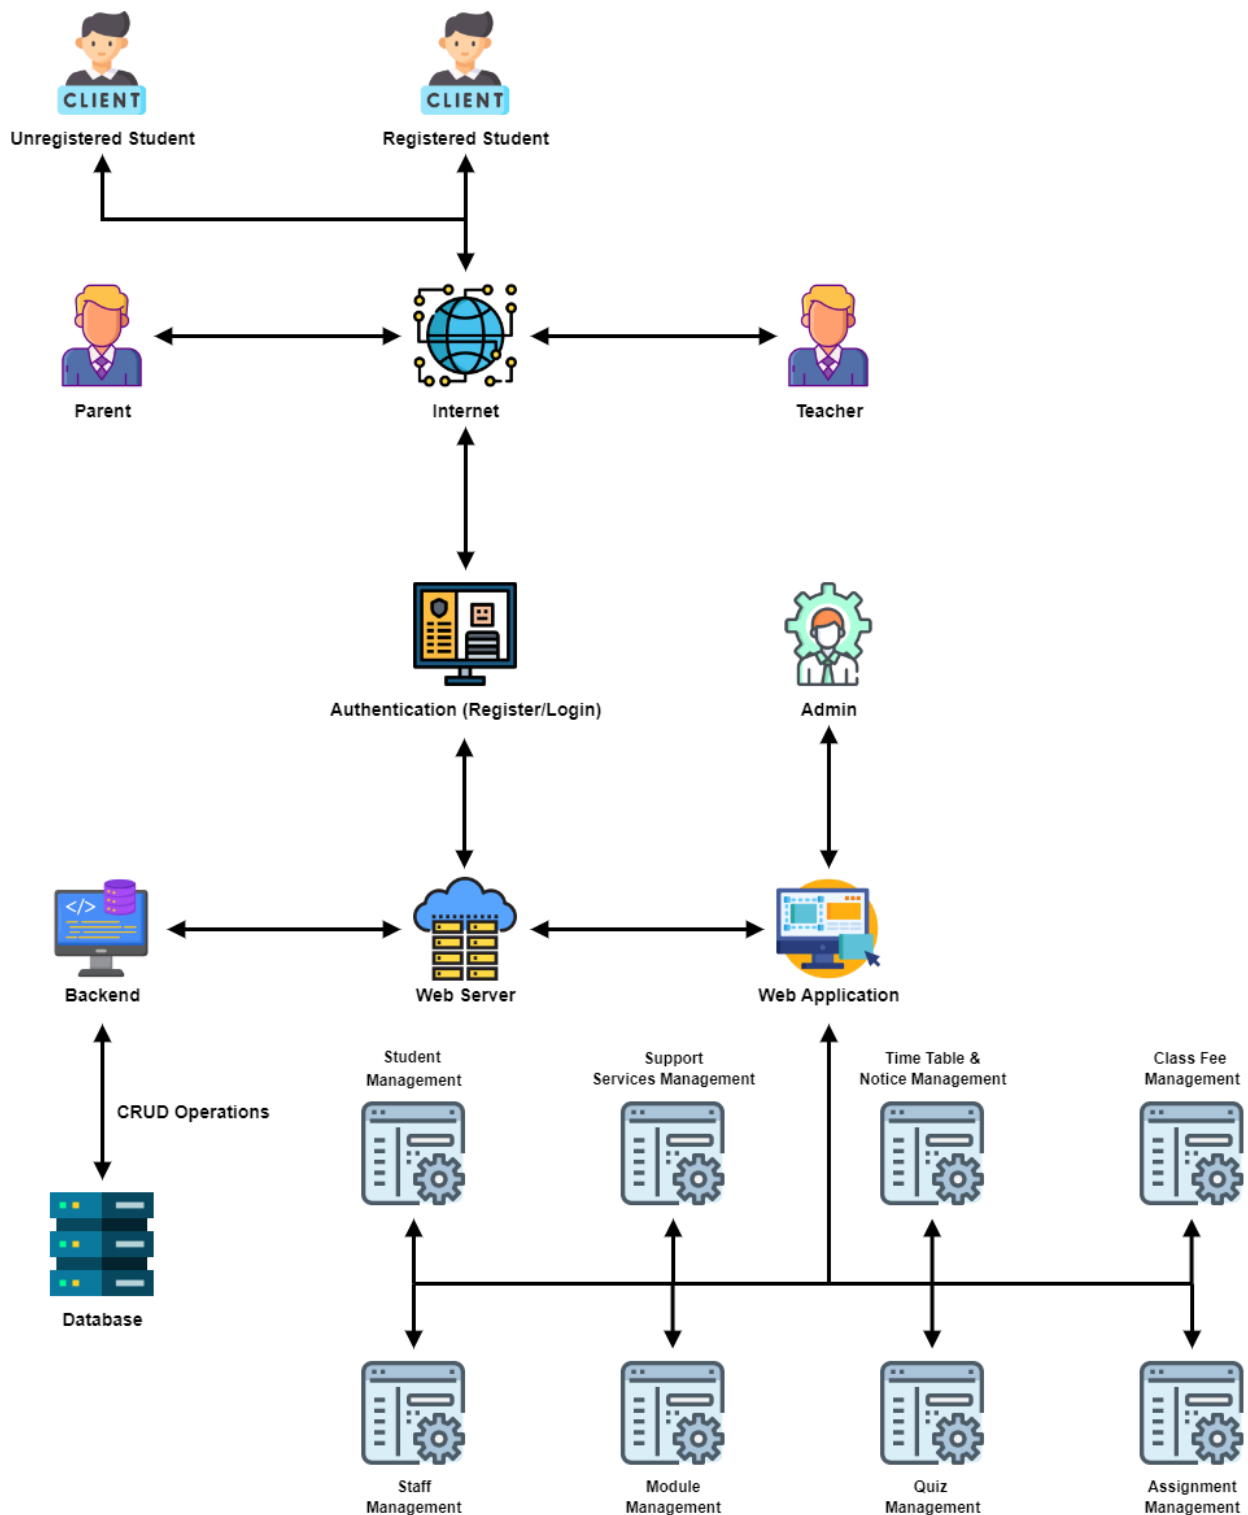 CLIENT
CLIENT
Unregistered Student
Registered Student
Parent
Internet
Teacher
Authentication (Register/Login)
Admin
</>
Backend
Web Server
Web Application
CRUD Operations
Student
Management
Support
Services Management
Time Table &
Notice Management
Class Fee
Management
Database
Staff
Management
Module
Management
Quiz
Management
Assignment
Management